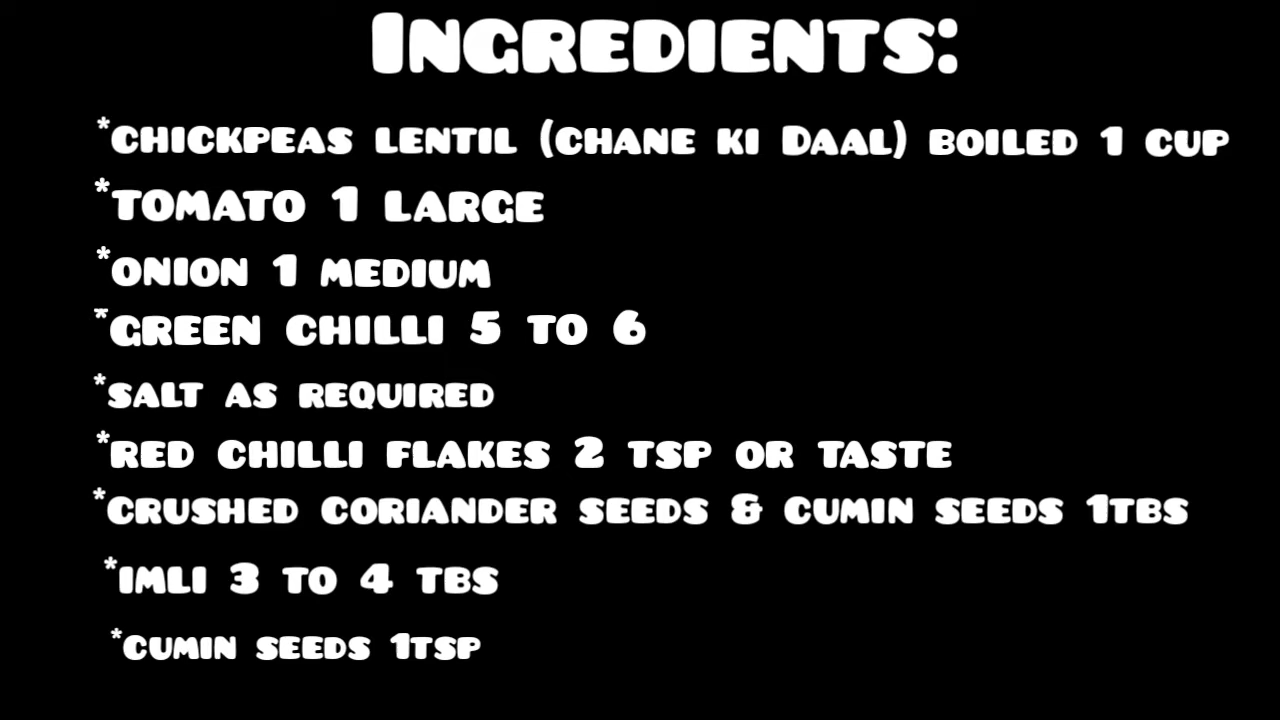 INGREDIENTS:
*CHICKPEAS LENTIL (CHANE KI DAAL) BOILED 1 CUP
*TOMATO 1 LARGE
*ONION 1 MEDIUM
*GREEN CHILLI 5 TO 6
*SALT AS REQUIRED
*RED CHILLI FLAKES 2 TSP OR TASTE
*CRUSHED CORIANDER SEEDS & CUMIN SEEDS 1TBS
*IMLI 3 TO 4 TBS
*CUMIN SEEDS 1TSP